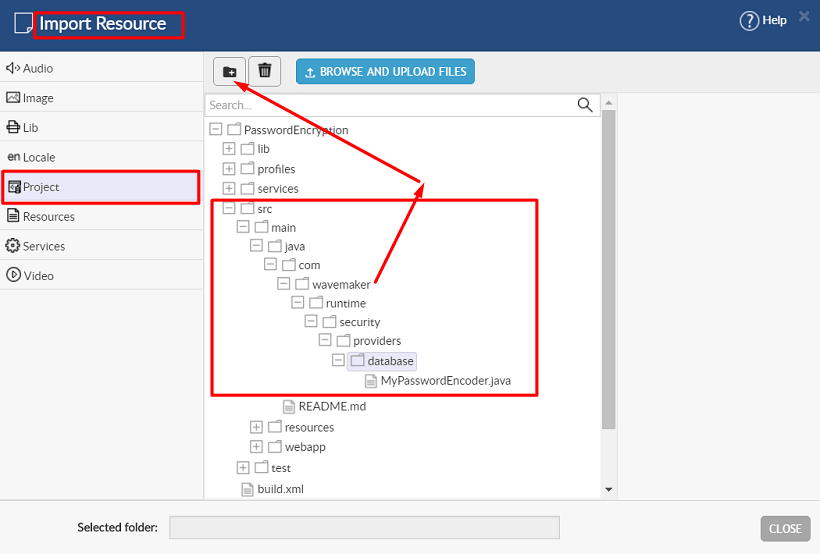 Import Resource
Help
Audio
Image
Lib
en Locale
Project
Resources
Services
Video
BROWSE AND UPLOAD FILES
Search...
PasswordEncryption
lib
profiles
services
src
main
java
com
wavemaker
runtime
security
providers
database
MyPasswordEncoder.java
README.md
resources
webapp
test
build.xml
Selected folder:
CLOSE